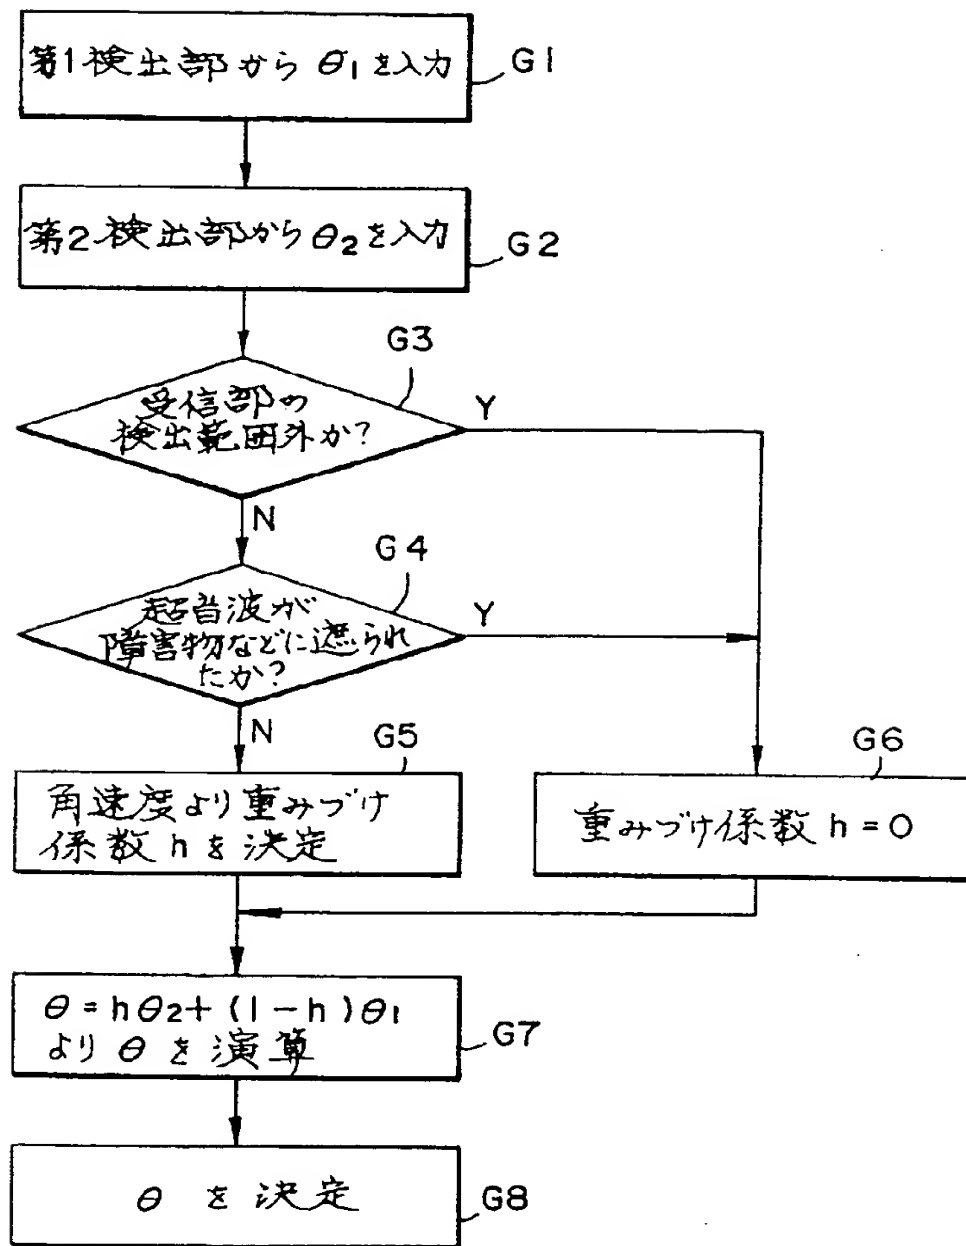 第1検出部からθ1を入力
G1
第2検出部からθ2を入力
G2
G3
受信部の
検出範囲外か?
Y
N
G4
超音波が
障害物などに遮られ
たか?
Y
N
G5
角速度より重みづけ
係数hを決定
G6
重みづけ係数h=0
θ=hθ2+(1-h)θ1
よりθを演算
G7
θを決定
G8